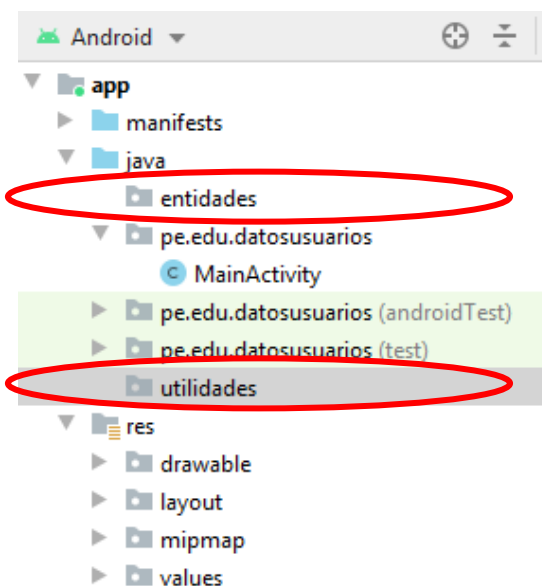 Android
app
manifests
java
entidades
pe.edu.datosusuarios
C MainActivity
pe.edu.datosusuarios (androidTest)
pe.edu.datosusuarios (test)
utilidades
res
drawable
layout
mipmap
values